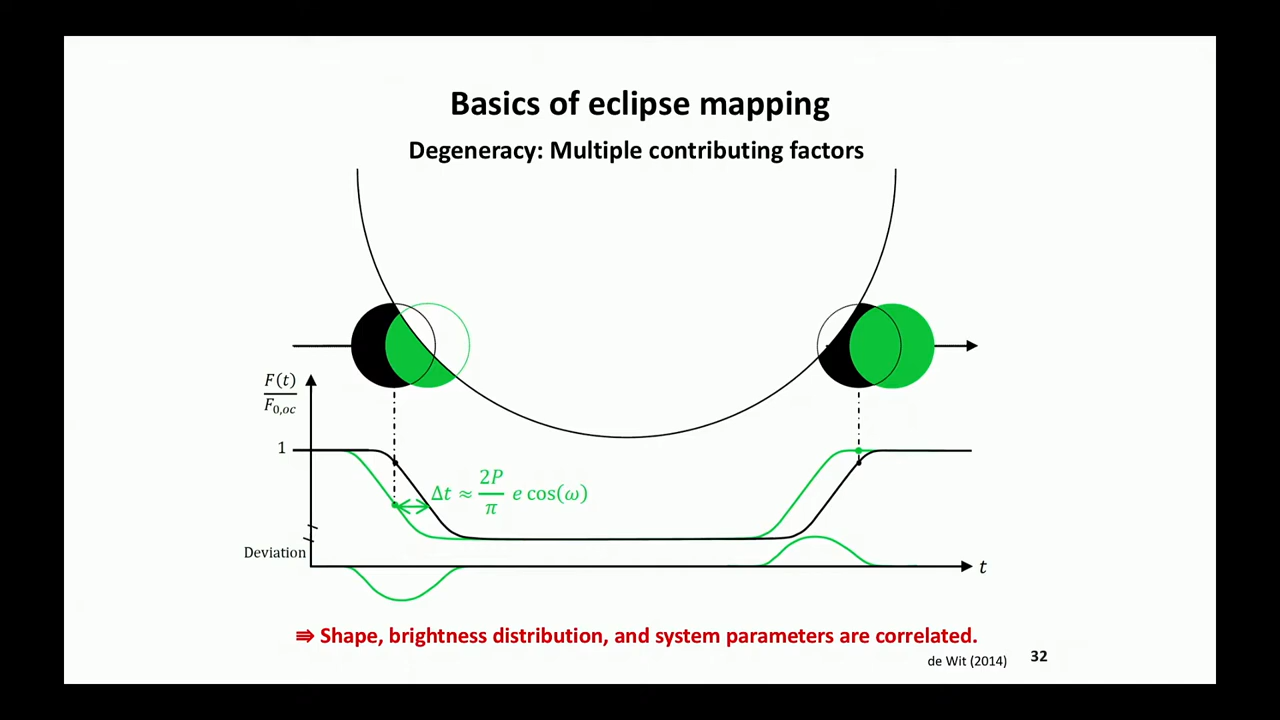 Basics of eclipse mapping
Degeneracy: Multiple contributing factors
F(t)
F0,oc
1
Δt ≈ 2P/π e cos(ω)
Deviation
t
⇛ Shape, brightness distribution, and system parameters are correlated.
de Wit (2014)
32